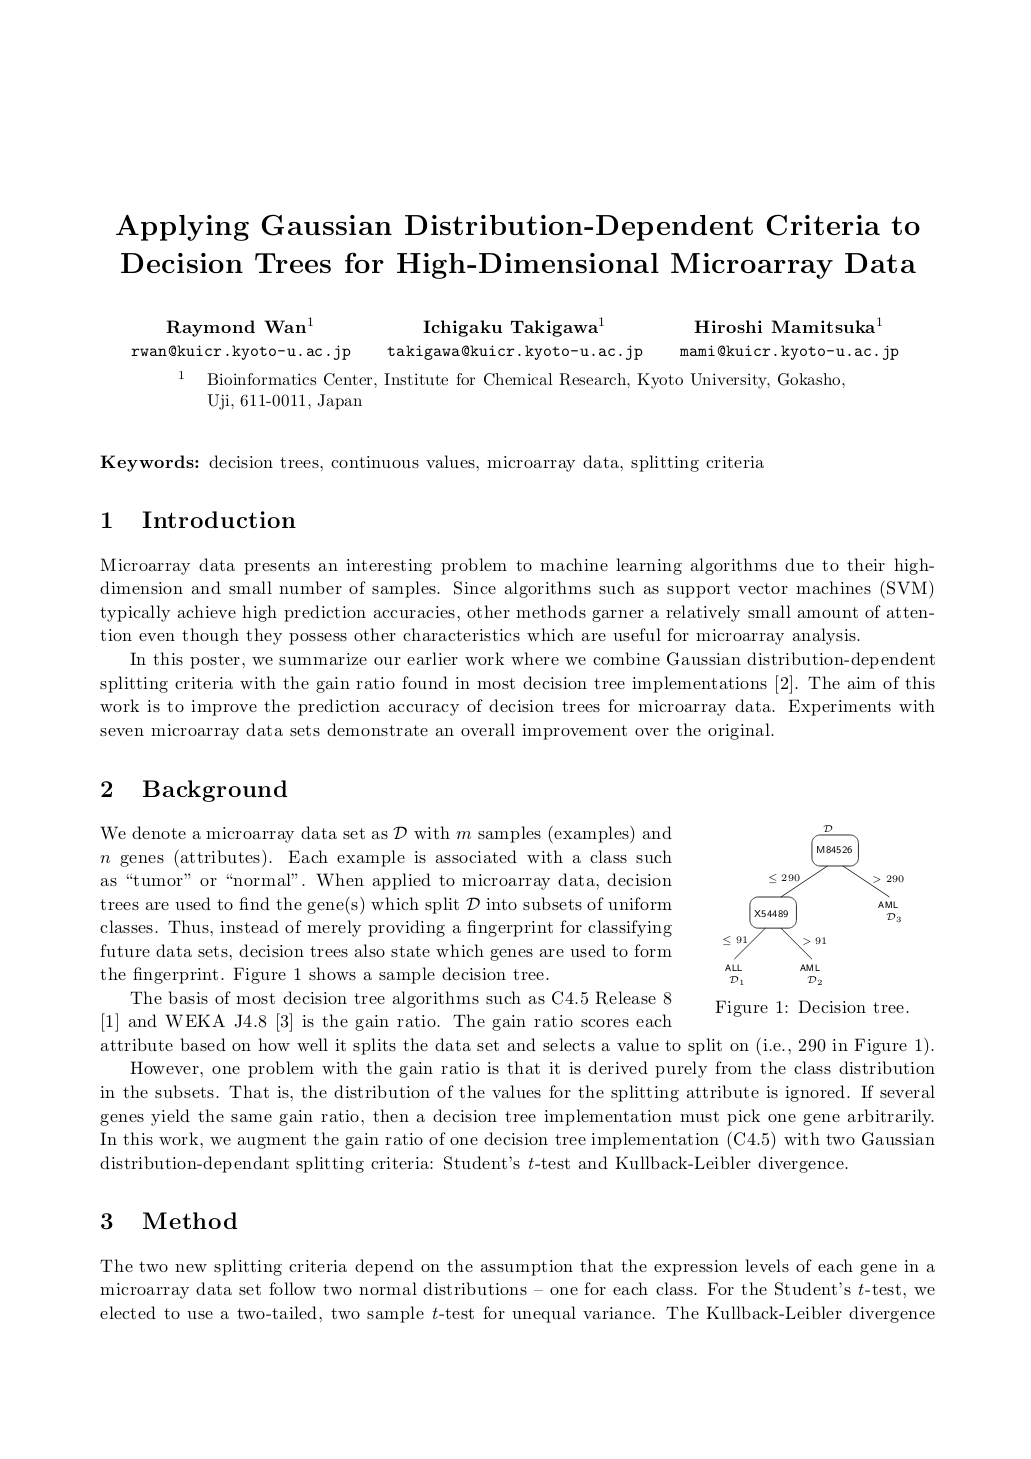 Applying Gaussian Distribution-Dependent Criteria to
Decision Trees for High-Dimensional Microarray Data
Raymond Wan¹ Ichigaku Takigawa¹ Hiroshi Mamitsuka¹
rwan@kuicr.kyoto-u.ac.jp takigawa@kuicr.kyoto-u.ac.jp mami@kuicr.kyoto-u.ac.jp
¹ Bioinformatics Center, Institute for Chemical Research, Kyoto University, Gokasho,
Uji, 611-0011, Japan
Keywords: decision trees, continuous values, microarray data, splitting criteria
1 Introduction
Microarray data presents an interesting problem to machine learning algorithms due to their high-
dimension and small number of samples. Since algorithms such as support vector machines (SVM)
typically achieve high prediction accuracies, other methods garner a relatively small amount of atten-
tion even though they possess other characteristics which are useful for microarray analysis.
In this poster, we summarize our earlier work where we combine Gaussian distribution-dependent
splitting criteria with the gain ratio found in most decision tree implementations [2]. The aim of this
work is to improve the prediction accuracy of decision trees for microarray data. Experiments with
seven microarray data sets demonstrate an overall improvement over the original.
2 Background
We denote a microarray data set as 𝒟 with m samples (examples) and
n genes (attributes). Each example is associated with a class such
as “tumor” or “normal”. When applied to microarray data, decision
trees are used to find the gene(s) which split 𝒟 into subsets of uniform
classes. Thus, instead of merely providing a fingerprint for classifying
future data sets, decision trees also state which genes are used to form
the fingerprint. Figure 1 shows a sample decision tree.
The basis of most decision tree algorithms such as C4.5 Release 8
[1] and WEKA J4.8 [3] is the gain ratio. The gain ratio scores each
attribute based on how well it splits the data set and selects a value to split on (i.e., 290 in Figure 1).
𝒟
M84526
≤ 290 > 290
X54489 AML
𝒟₃
≤ 91 > 91
ALL AML
𝒟₁ 𝒟₂
Figure 1: Decision tree.
However, one problem with the gain ratio is that it is derived purely from the class distribution
in the subsets. That is, the distribution of the values for the splitting attribute is ignored. If several
genes yield the same gain ratio, then a decision tree implementation must pick one gene arbitrarily.
In this work, we augment the gain ratio of one decision tree implementation (C4.5) with two Gaussian
distribution-dependant splitting criteria: Student’s t-test and Kullback-Leibler divergence.
3 Method
The two new splitting criteria depend on the assumption that the expression levels of each gene in a
microarray data set follow two normal distributions – one for each class. For the Student’s t-test, we
elected to use a two-tailed, two sample t-test for unequal variance. The Kullback-Leibler divergence